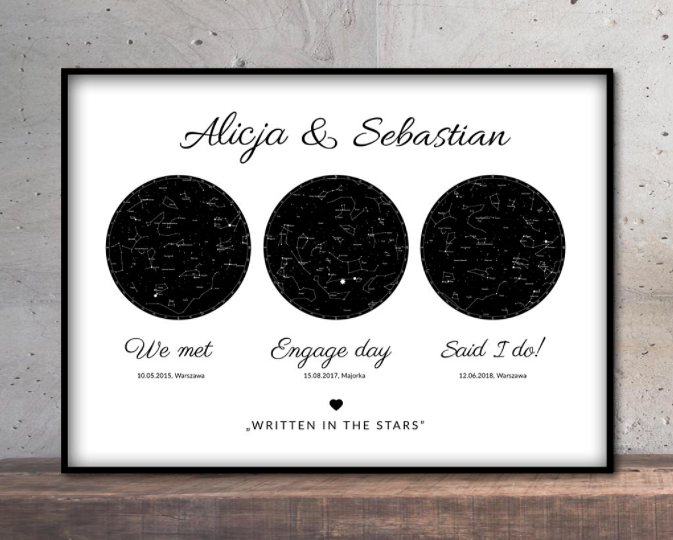 Alicja & Sebastian
We met
10.05.2015, Warszawa
Engage day
15.08.2017, Majorka
Said I do!
12.06.2018, Warszawa
„WRITTEN IN THE STARS”